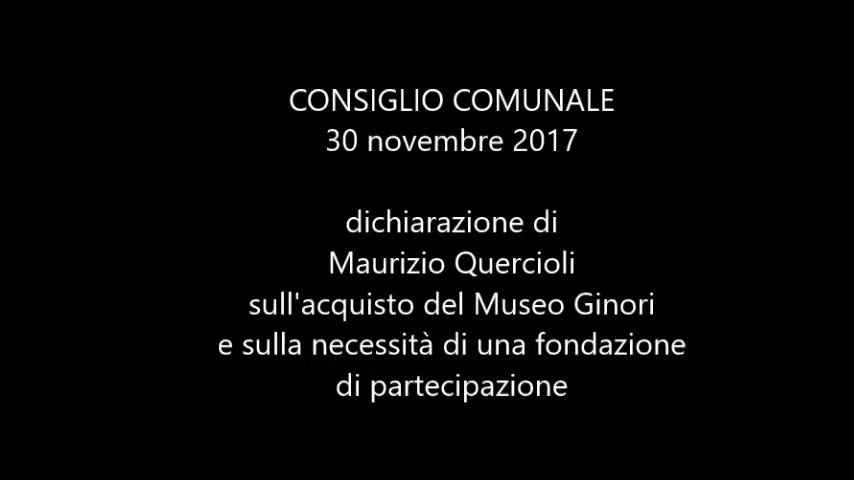 CONSIGLIO COMUNALE
30 novembre 2017
dichiarazione di
Maurizio Quercioli
sull'acquisto del Museo Ginori
e sulla necessità di una fondazione
di partecipazione